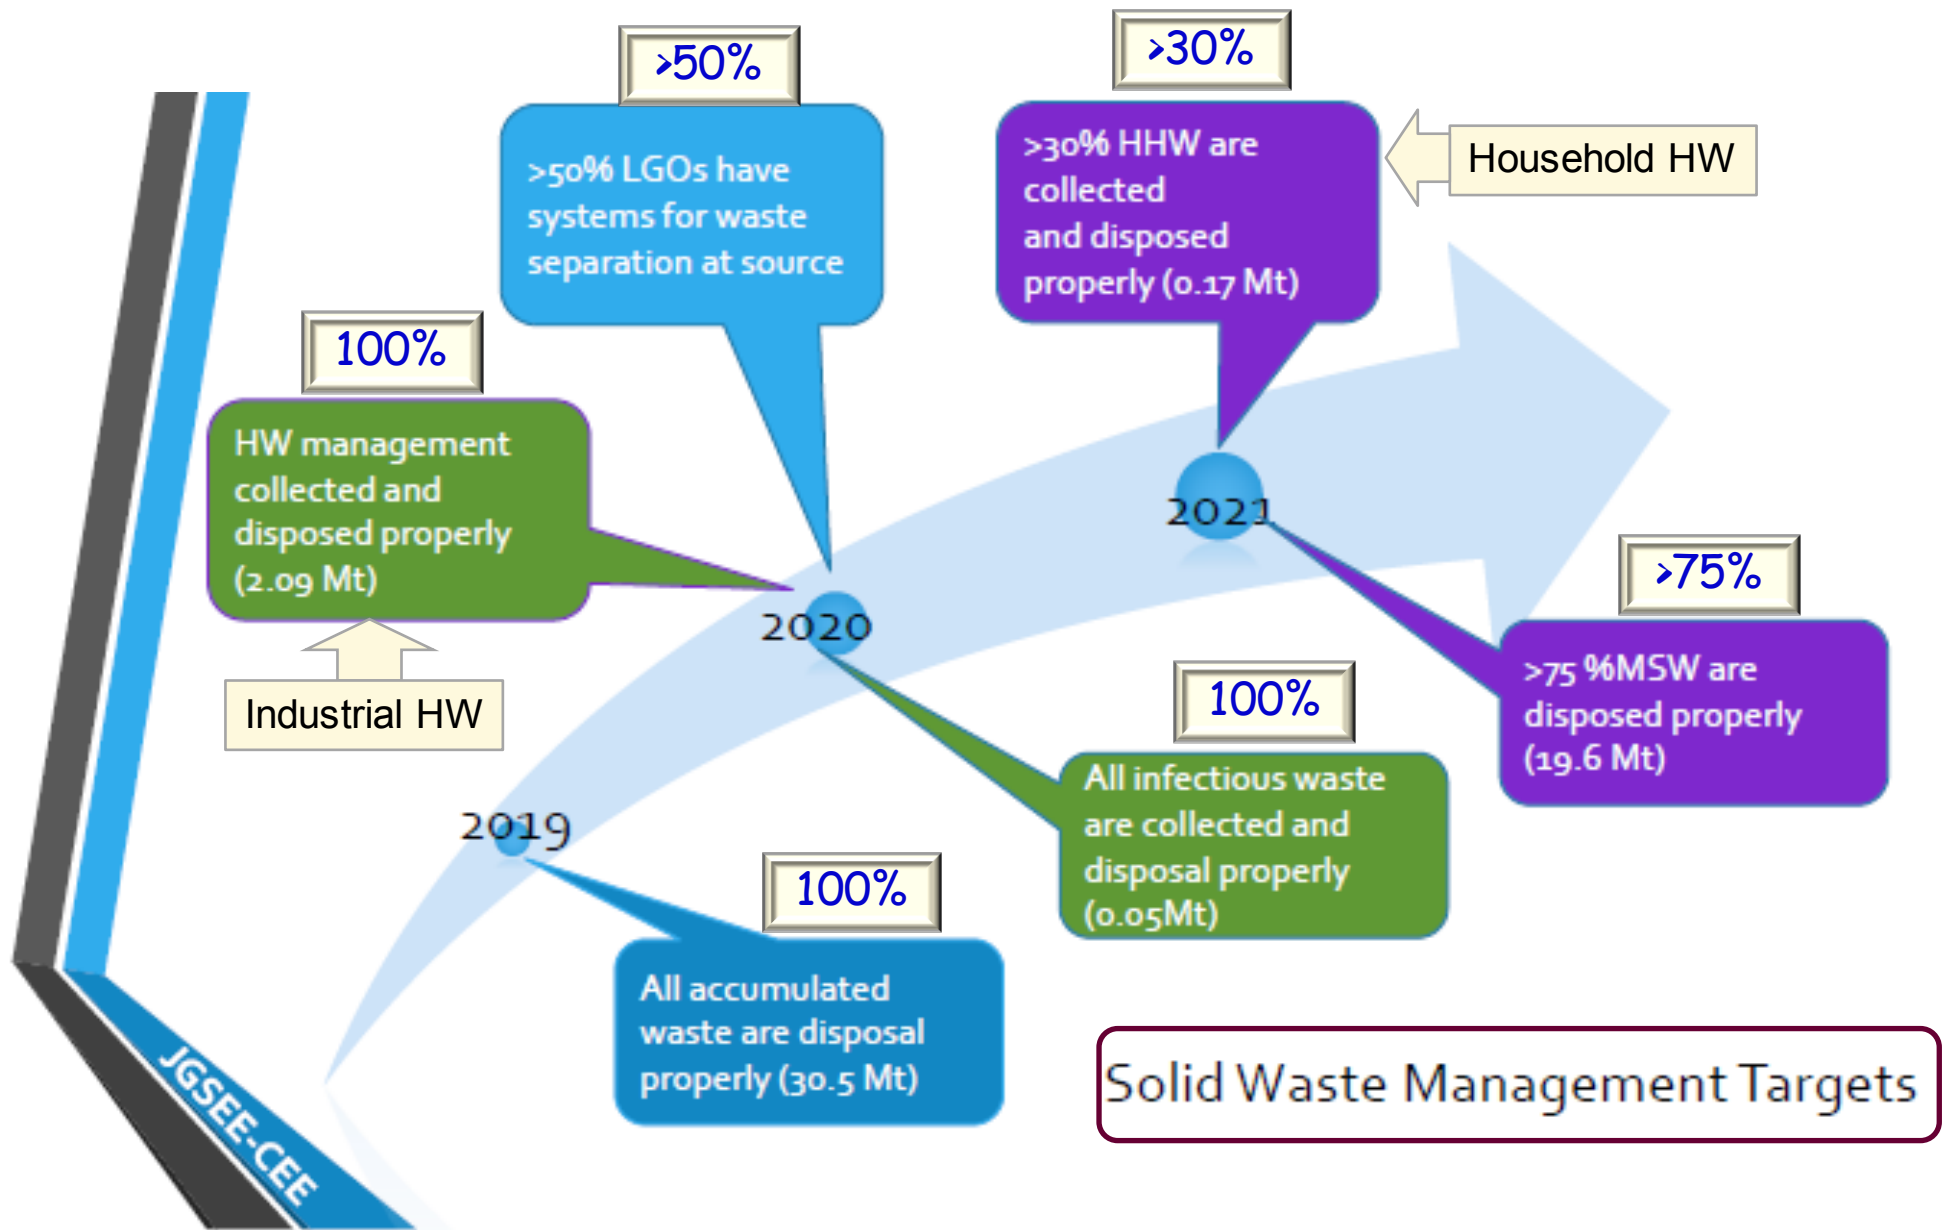 >50%
>50% LGOs have
systems for waste
separation at source
>30%
>30% HHW are
collected
and disposed
properly (0.17 Mt)
Household HW
100%
HW management
collected and
disposed properly
(2.09 Mt)
Industrial HW
2021
2020
2019
>75%
>75 %MSW are
disposed properly
(19.6 Mt)
100%
All infectious waste
are collected and
disposal properly
(0.05Mt)
100%
All accumulated
waste are disposal
properly (30.5 Mt)
Solid Waste Management Targets
JGSEE-CEE